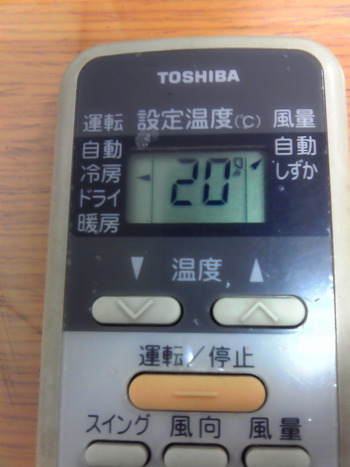 TOSHIBA
運転 設定温度(℃) 風量
自動 自動
冷房 20℃ しずか
ドライ
暖房
▼ 温度 ▲
運転/停止
スイング 風向 風量